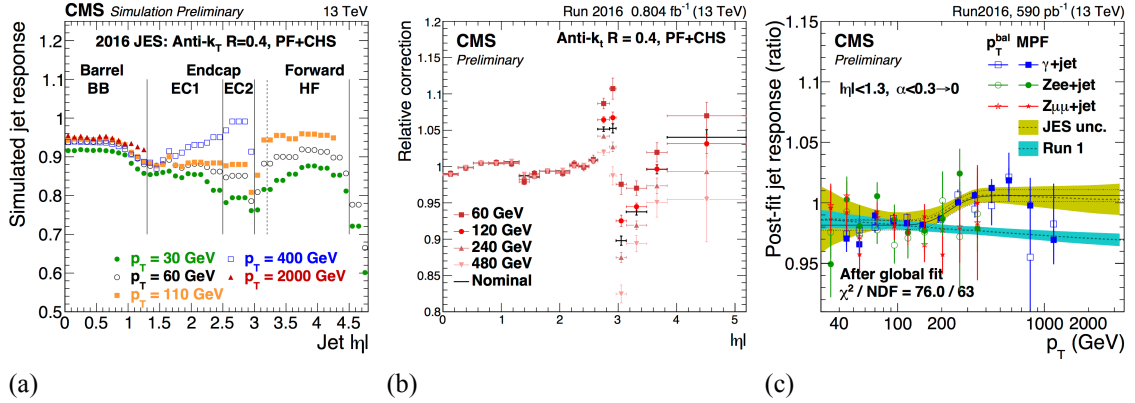 CMS Simulation Preliminary 13 TeV
2016 JES: Anti-kT R=0.4, PF+CHS
Barrel BB
Endcap
EC1 EC2
Forward HF
pT = 30 GeV
pT = 60 GeV
pT = 110 GeV
pT = 400 GeV
pT = 2000 GeV
Simulated jet response
1.2
1.1
1
0.9
0.8
0.7
0.6
0.5
0 0.5 1 1.5 2 2.5 3 3.5 4 4.5
Jet |η|
(a)
Run 2016 0.804 fb⁻¹ (13 TeV)
CMS Anti-kt R = 0.4, PF+CHS
Preliminary
60 GeV
120 GeV
240 GeV
480 GeV
Nominal
Relative correction
1.2
1.15
1.1
1.05
1
0.95
0.9
0.85
0.8
0 1 2 3 4 5
|η|
(b)
Run2016, 590 pb⁻¹ (13 TeV)
CMS
Preliminary
|η|<1.3, α<0.3→0
pT^bal MPF
γ+jet
Zee+jet
Zμμ+jet
JES unc.
Run 1
After global fit
χ² / NDF = 76.0 / 63
Post-fit jet response (ratio)
1.15
1.1
1.05
1
0.95
40 100 200 1000 2000
pT (GeV)
(c)